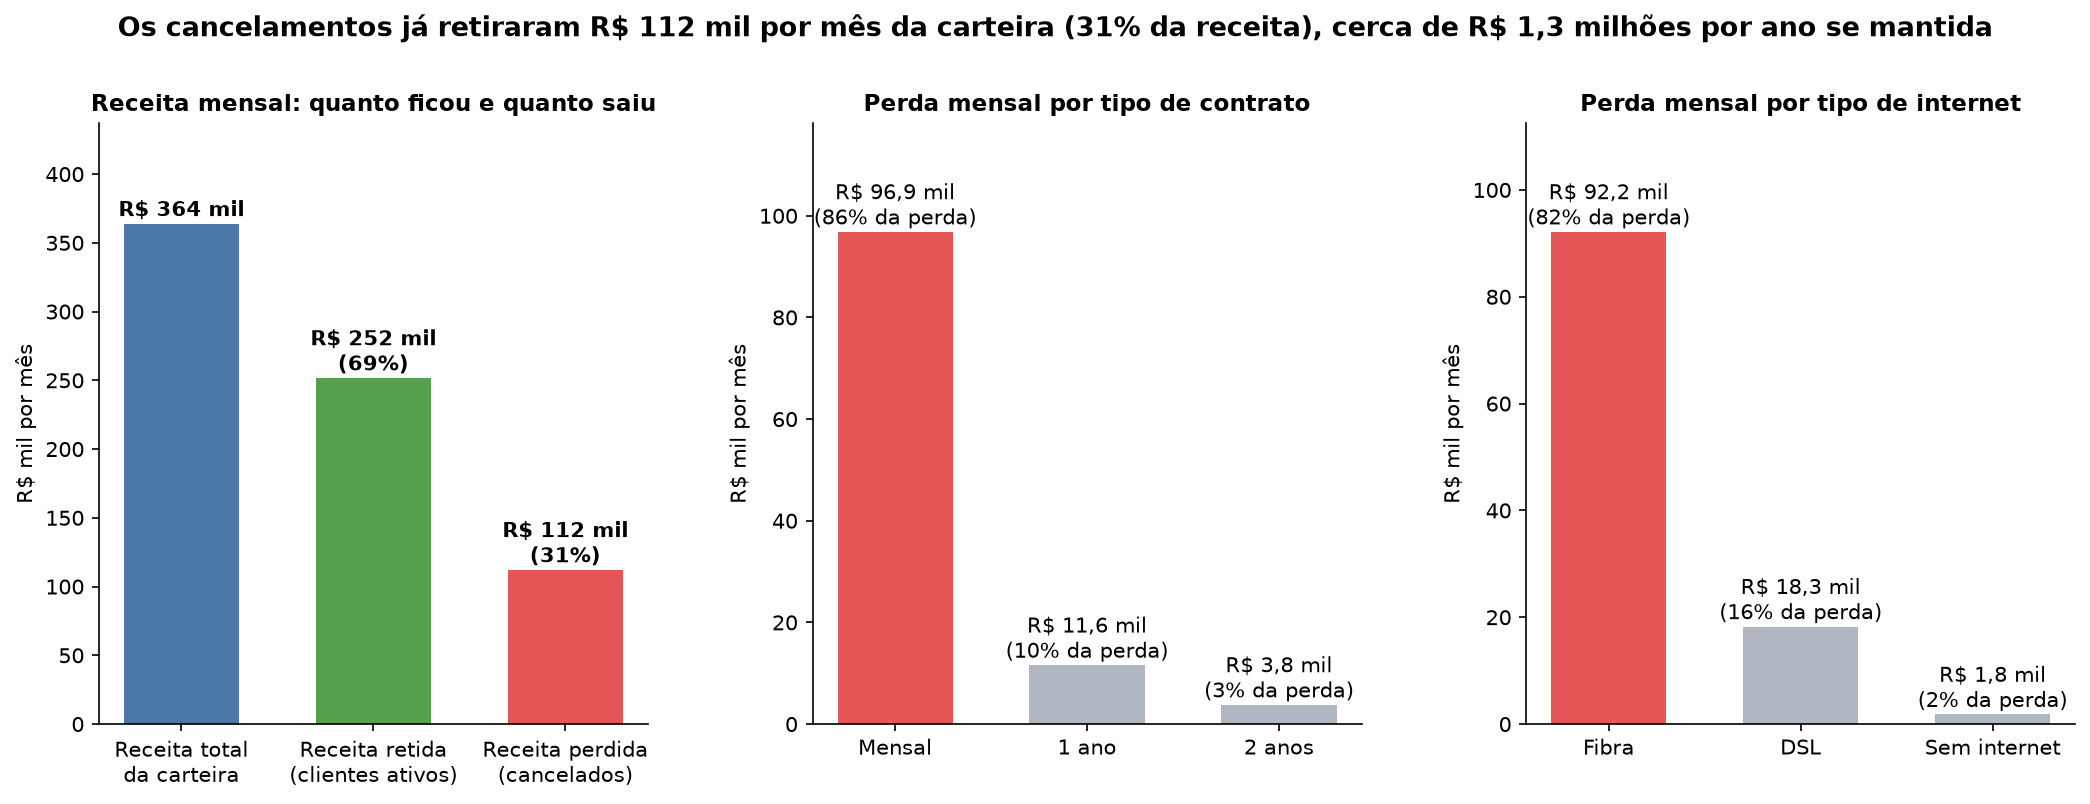 Os cancelamentos já retiraram R$ 112 mil por mês da carteira (31% da receita), cerca de R$ 1,3 milhões por ano se mantida
Receita mensal: quanto ficou e quanto saiu
R$ mil por mês
400
350
300
250
200
150
100
50
0
R$ 364 mil
R$ 252 mil
(69%)
R$ 112 mil
(31%)
Receita total
da carteira
Receita retida
(clientes ativos)
Receita perdida
(cancelados)
Perda mensal por tipo de contrato
R$ mil por mês
100
80
60
40
20
0
R$ 96,9 mil
(86% da perda)
R$ 11,6 mil
(10% da perda)
R$ 3,8 mil
(3% da perda)
Mensal
1 ano
2 anos
Perda mensal por tipo de internet
R$ mil por mês
100
80
60
40
20
0
R$ 92,2 mil
(82% da perda)
R$ 18,3 mil
(16% da perda)
R$ 1,8 mil
(2% da perda)
Fibra
DSL
Sem internet